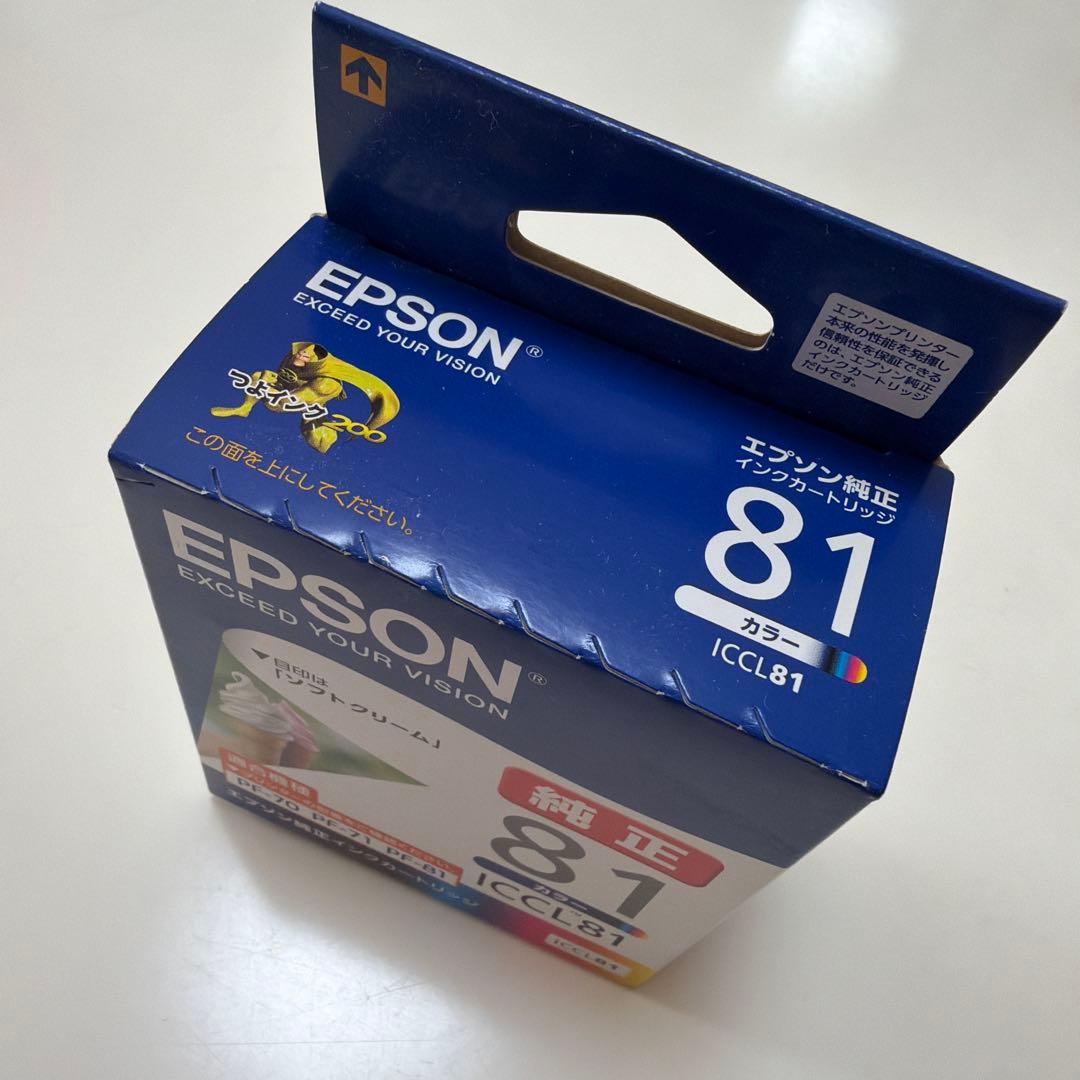 エプソンプリンター
本来の性能を発揮し
信頼性を保証できる
のは、エプソン純正
インクカートリッジ
だけです。
EPSON®
EXCEED YOUR VISION
つよインク200
この面を上にしてください。
エプソン純正
インクカートリッジ
81
カラー
ICCL81
EPSON®
EXCEED YOUR VISION
▼目印は
「ソフトクリーム」
適合機種
PF-70 PF-71 PF-81
エプソン純正インクカートリッジ
純正
81
カラー
ICCL™81
ICCL81